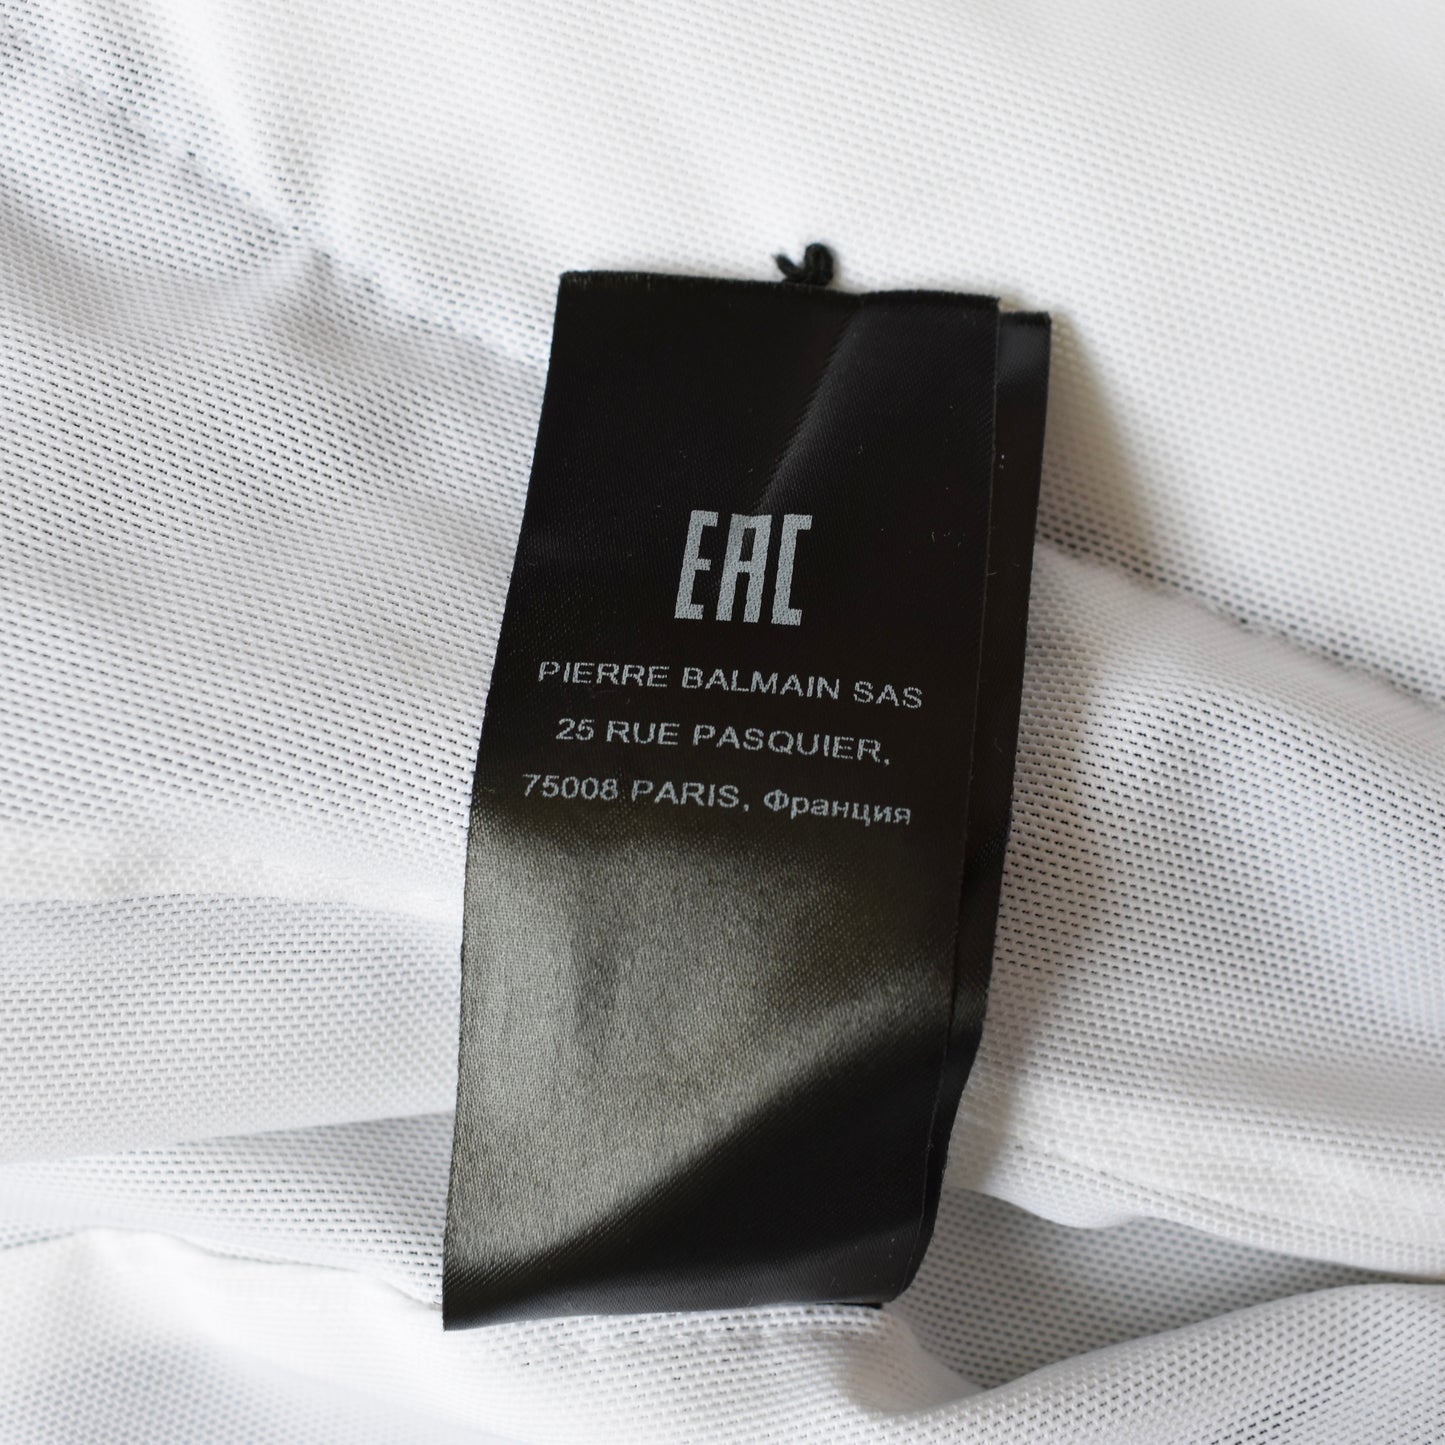 EAC
PIERRE BALMAIN SAS
25 RUE PASQUIER,
75008 PARIS, Франция